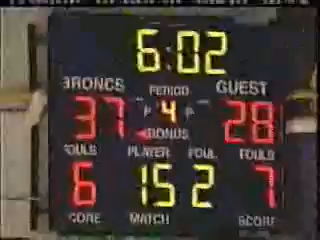 6:02
BRONCS PERIOD GUEST
37 P 4 P 28
BONUS
FOULS PLAYER FOUL FOULS
6 15 2 7
SCORE MATCH SCORE